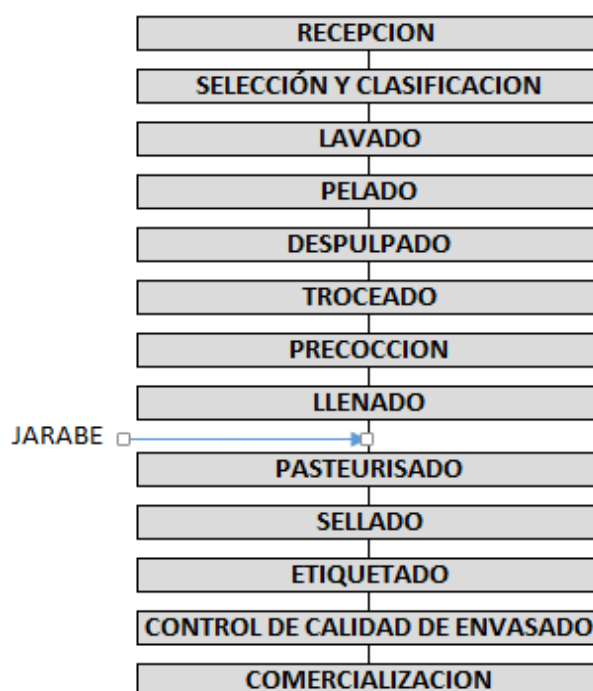 RECEPCION
SELECCIÓN Y CLASIFICACION
LAVADO
PELADO
DESPULPADO
TROCEADO
PRECOCCION
LLENADO
JARABE
PASTEURISADO
SELLADO
ETIQUETADO
CONTROL DE CALIDAD DE ENVASADO
COMERCIALIZACION